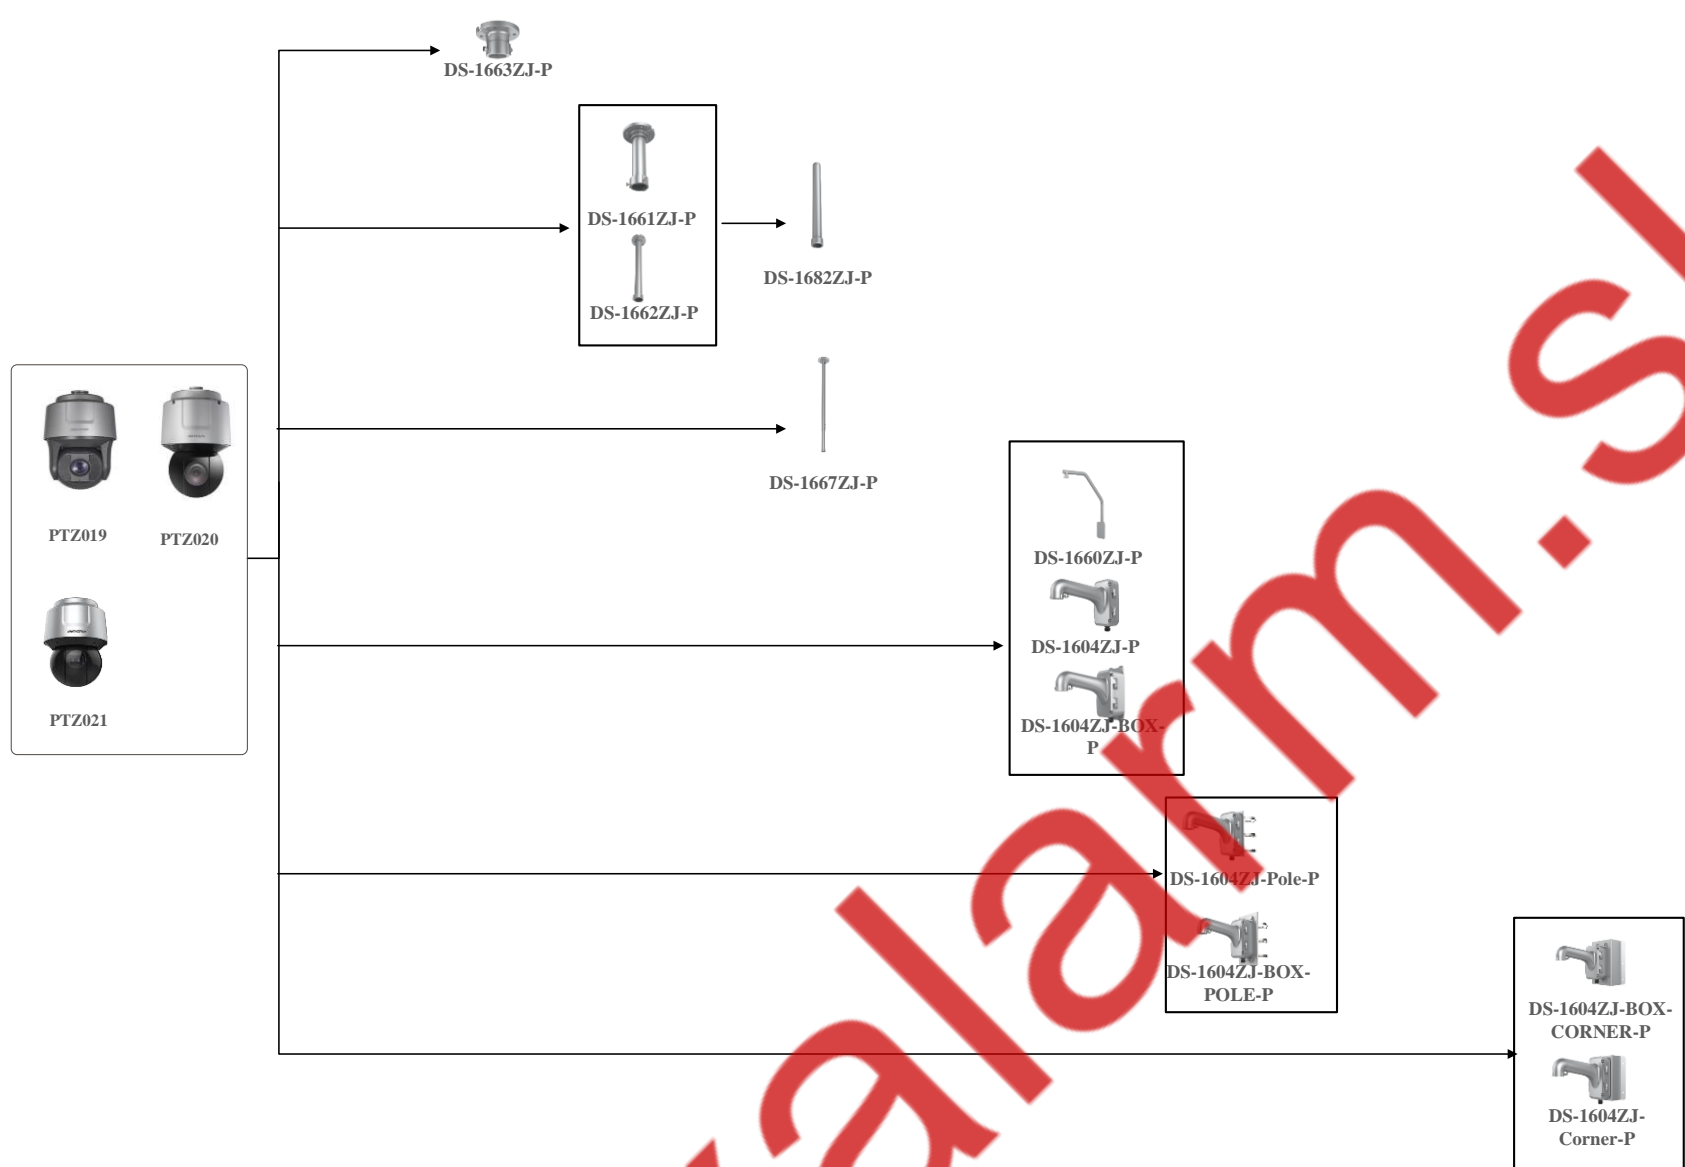 DS-1663ZJ-P
DS-1661ZJ-P
DS-1662ZJ-P
DS-1682ZJ-P
DS-1667ZJ-P
PTZ019
PTZ020
PTZ021
DS-1660ZJ-P
DS-1604ZJ-P
DS-1604ZJ-BOX-
P
DS-1604ZJ-Pole-P
DS-1604ZJ-BOX-
POLE-P
DS-1604ZJ-BOX-
CORNER-P
DS-1604ZJ-
Corner-P
alarm.s